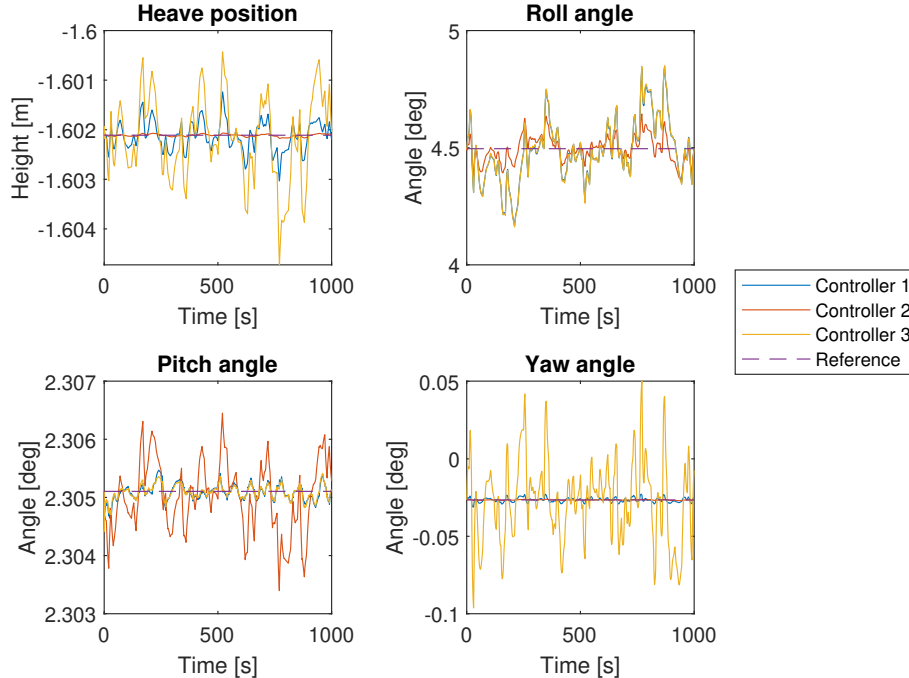 Heave position
-1.6
-1.601
-1.602
-1.603
-1.604
Height [m]
0
500
1000
Time [s]
Roll angle
5
4.5
4
Angle [deg]
0
500
1000
Time [s]
Controller 1
Controller 2
Controller 3
Reference
Pitch angle
2.307
2.306
2.305
2.304
2.303
Angle [deg]
0
500
1000
Time [s]
Yaw angle
0.05
0
-0.05
-0.1
Angle [deg]
0
500
1000
Time [s]